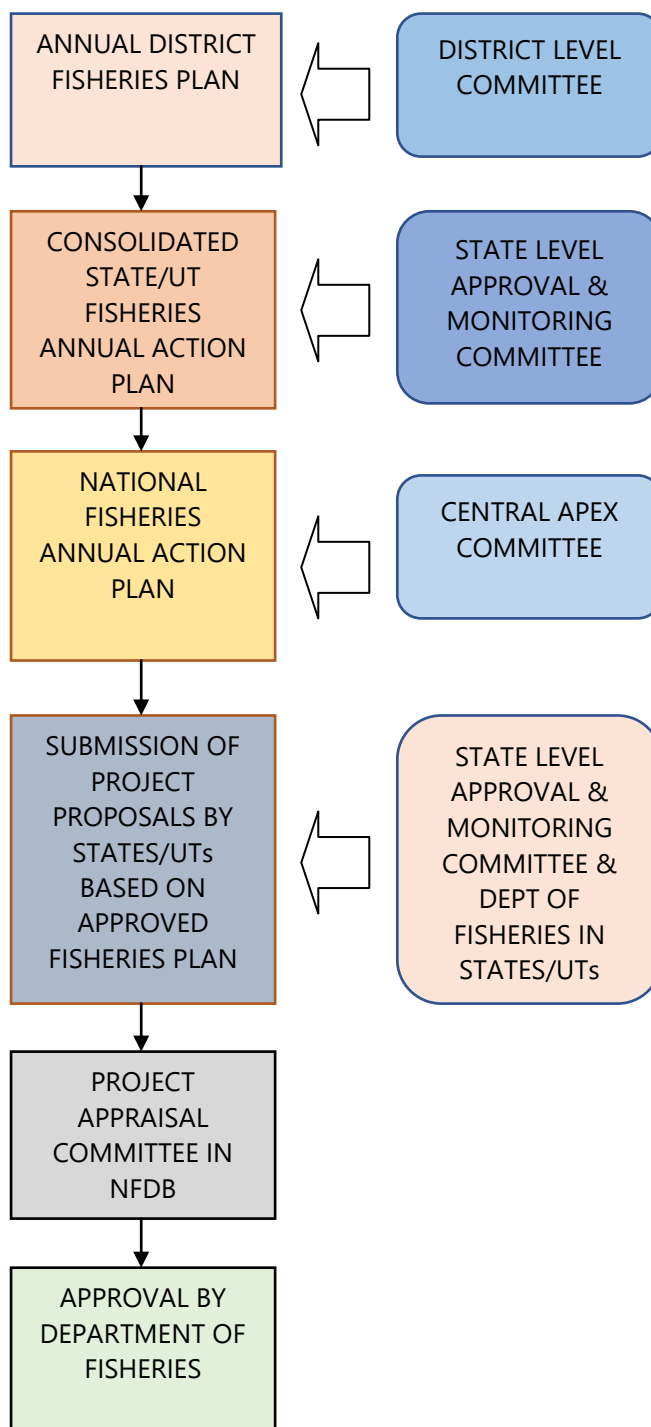 ANNUAL DISTRICT
FISHERIES PLAN
DISTRICT LEVEL
COMMITTEE
CONSOLIDATED
STATE/UT
FISHERIES
ANNUAL ACTION
PLAN
STATE LEVEL
APPROVAL &
MONITORING
COMMITTEE
NATIONAL
FISHERIES
ANNUAL ACTION
PLAN
CENTRAL APEX
COMMITTEE
SUBMISSION OF
PROJECT
PROPOSALS BY
STATES/UTs
BASED ON
APPROVED
FISHERIES PLAN
STATE LEVEL
APPROVAL &
MONITORING
COMMITTEE &
DEPT OF
FISHERIES IN
STATES/UTs
PROJECT
APPRAISAL
COMMITTEE IN
NFDB
APPROVAL BY
DEPARTMENT OF
FISHERIES